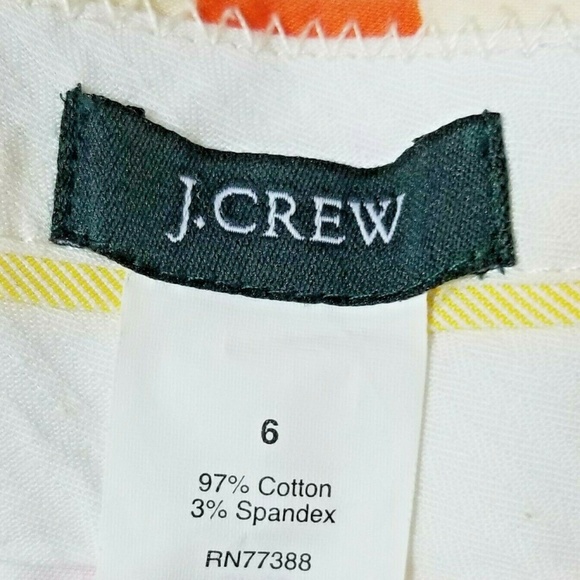 J.CREW
6
97% Cotton
3% Spandex
RN77388